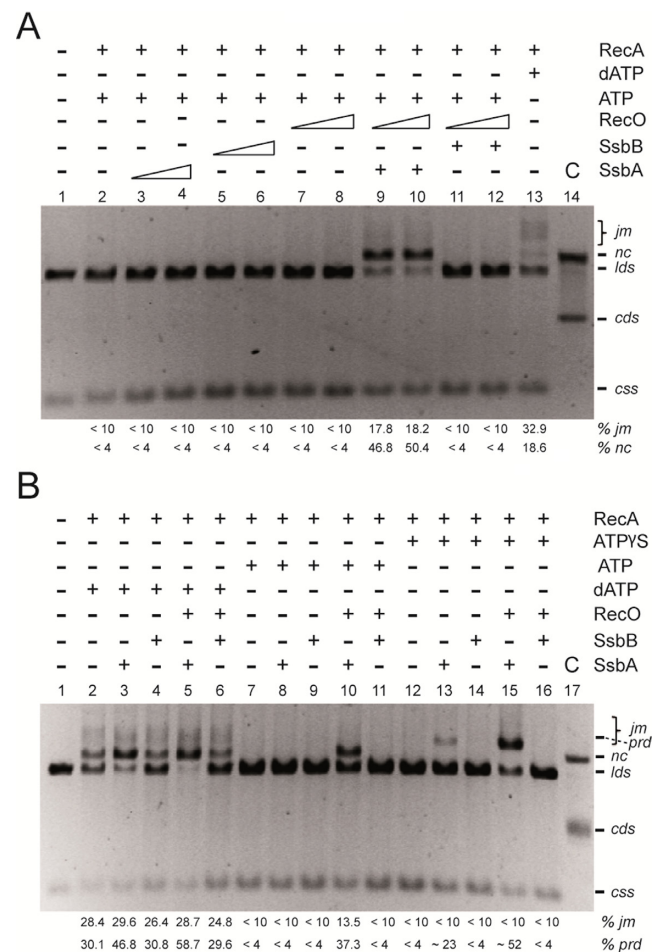 A
- + + + + + + + + + + + + RecA
- - - - - - - - - - - - + dATP
- + + + + + + + + + + + - ATP
- - - - - - - RecO
- - - - - - - - + + - SsbB
- - - - - - + + - - - SsbA C
1 2 3 4 5 6 7 8 9 10 11 12 13 14
jm
nc
lds
cds
css
< 10 < 10 < 10 < 10 < 10 < 10 < 10 17.8 18.2 < 10 < 10 32.9 % jm
< 4 < 4 < 4 < 4 < 4 < 4 < 4 46.8 50.4 < 4 < 4 18.6 % nc
B
- + + + + + + + + + + + + + + + RecA
- - - - - - - - - - - + + + + + ATPγS
- - - - - - + + + + + - - - - - ATP
- + + + + + - - - - - - - - - - dATP
- - - - + + - - - + + - - - + + RecO
- - - + - + - - + - + - - + - + SsbB
- - + - + - - + - + - - + - + - SsbA C
1 2 3 4 5 6 7 8 9 10 11 12 13 14 15 16 17
jm
prd
nc
lds
cds
css
28.4 29.6 26.4 28.7 24.8 < 10 < 10 < 10 13.5 < 10 < 10 < 10 < 10 < 10 < 10 % jm
30.1 46.8 30.8 58.7 29.6 < 4 < 4 < 4 37.3 < 4 < 4 ~ 23 < 4 ~ 52 < 4 % prd